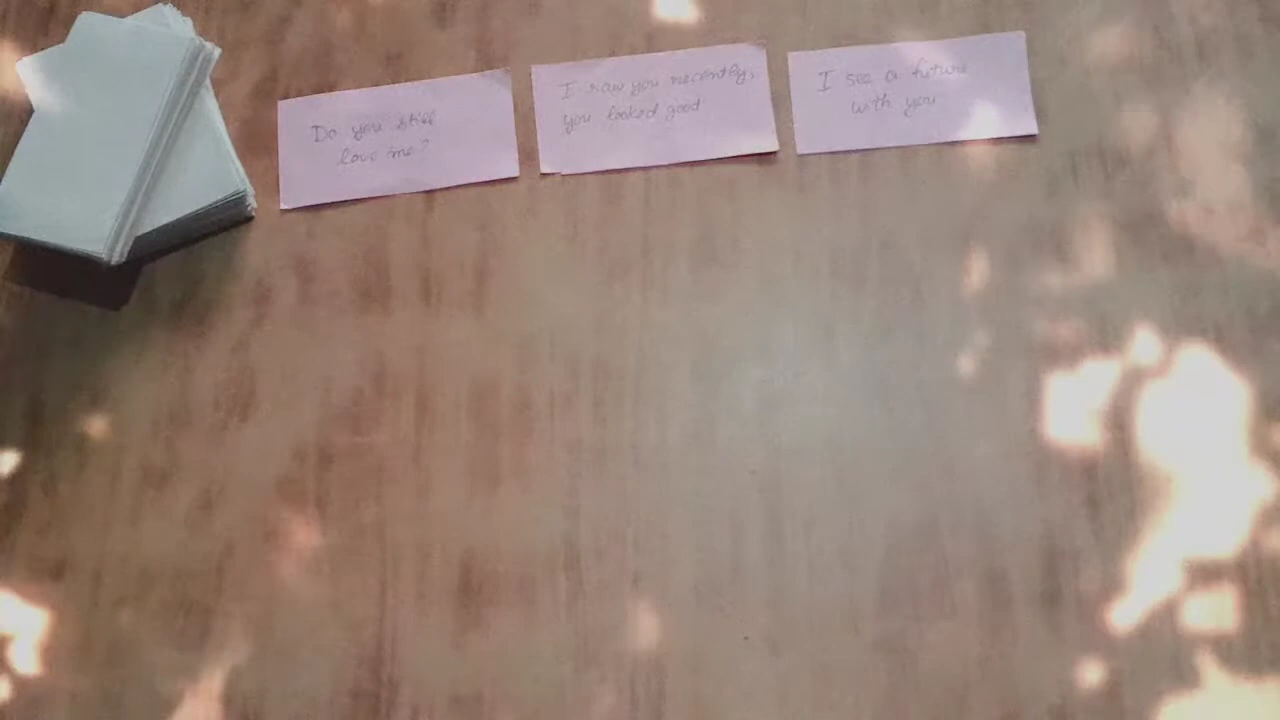 Do you still
love me?
I saw you recently,
you looked good
I see a future
with you